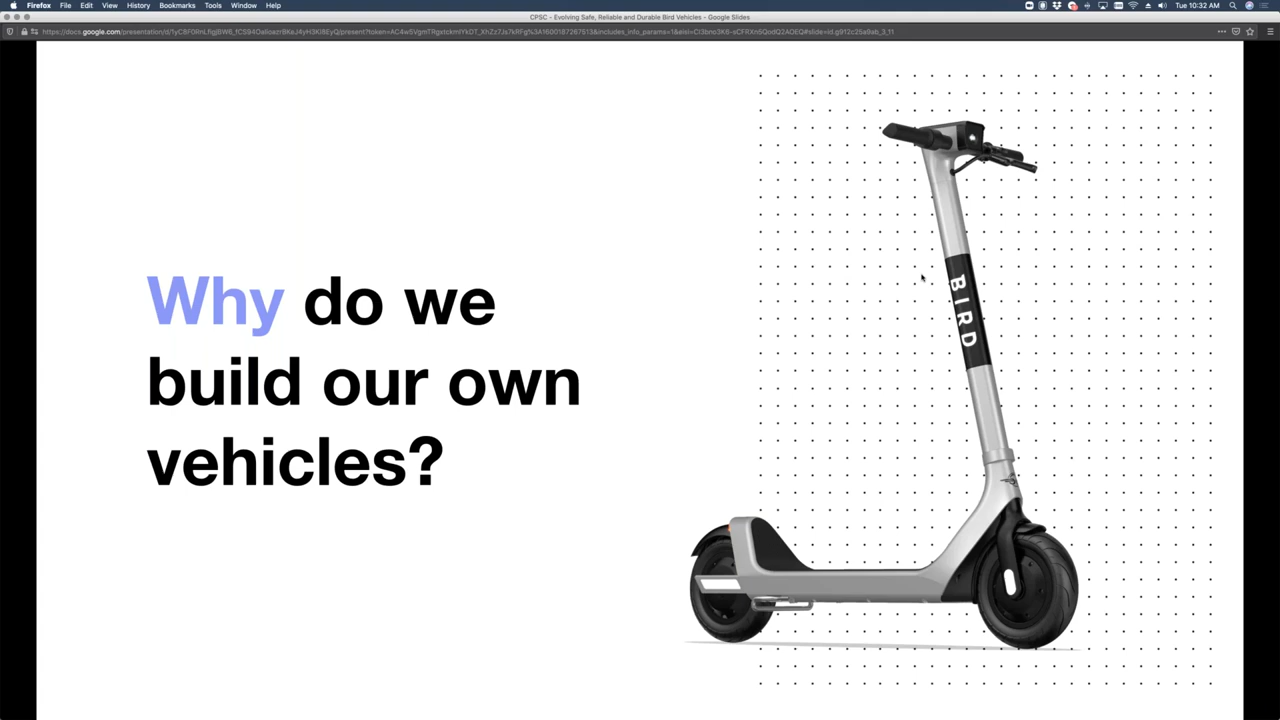 Firefox File Edit View History Bookmarks Tools Window Help
Tue 10:32 AM
CPSC - Evolving Safe, Reliable and Durable Bird Vehicles - Google Slides
Why do we
build our own
vehicles?
BIRD